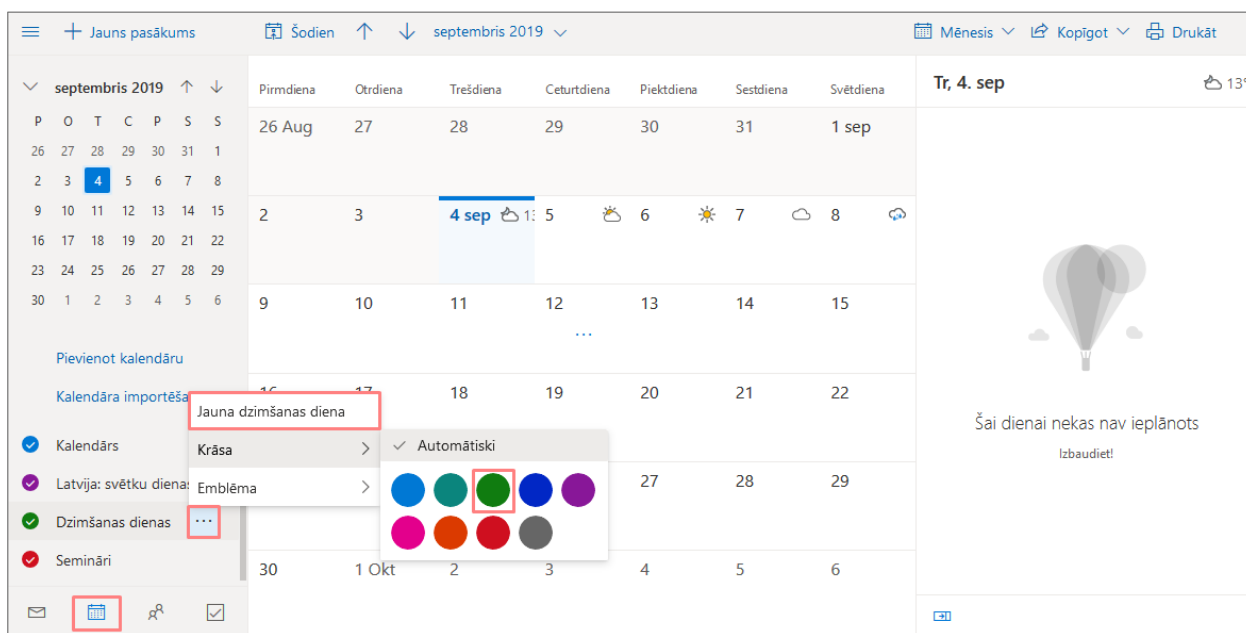 Jauns pasākums Šodien septembris 2019 Mēnesis Kopīgot Drukāt
septembris 2019
P O T C P S S
26 27 28 29 30 31 1
2 3 4 5 6 7 8
9 10 11 12 13 14 15
16 17 18 19 20 21 22
23 24 25 26 27 28 29
30 1 2 3 4 5 6
Pievienot kalendāru
Kalendāra importēša
Kalendārs
Latvija: svētku dienas
Dzimšanas dienas ...
Semināri
Jauna dzimšanas diena
Krāsa
Emblēma
Automātiski
Pirmdiena Otrdiena Trešdiena Ceturtdiena Piektdiena Sestdiena Svētdiena
26 Aug 27 28 29 30 31 1 sep
2 3 4 sep 13 5 6 7 8
9 10 11 12 13 14 15
...
16 17 18 19 20 21 22
27 28 29
30 1 Okt 2 3 4 5 6
Tr, 4. sep 13°
Šai dienai nekas nav ieplānots
Izbaudiet!